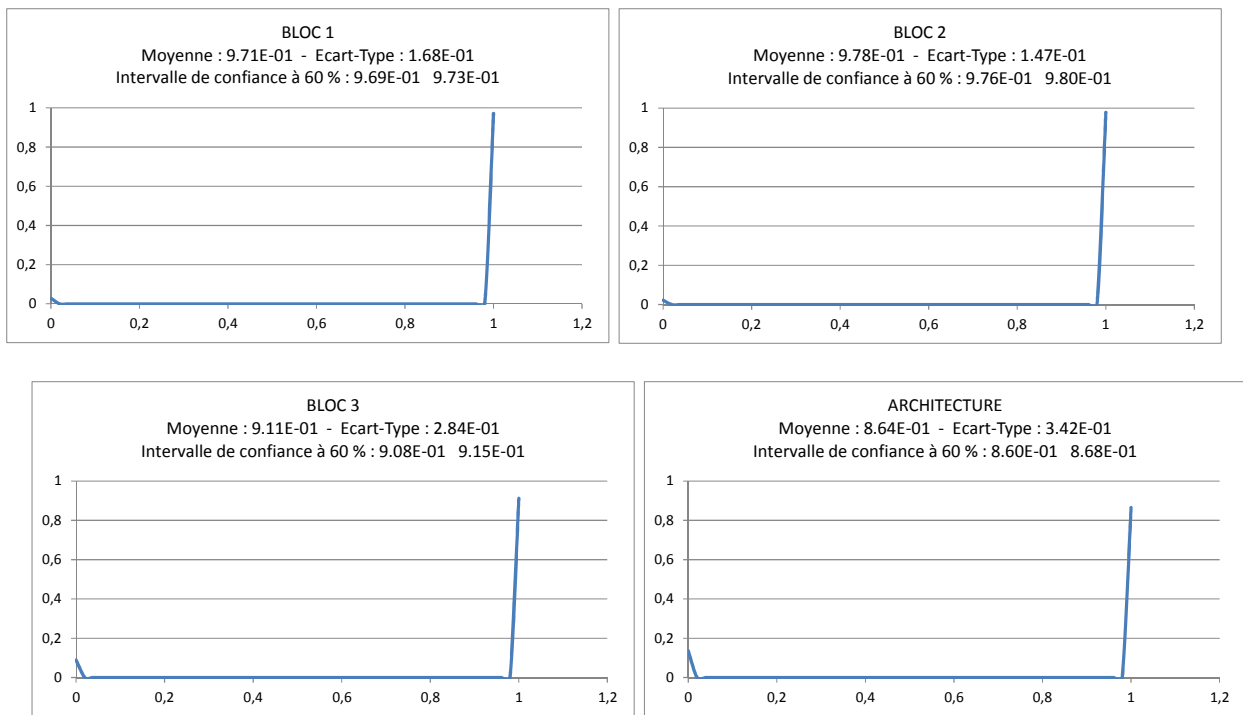 BLOC 1
Moyenne : 9.71E-01 - Ecart-Type : 1.68E-01
Intervalle de confiance à 60 % : 9.69E-01 9.73E-01
1
0,8
0,6
0,4
0,2
0
0 0,2 0,4 0,6 0,8 1 1,2
BLOC 2
Moyenne : 9.78E-01 - Ecart-Type : 1.47E-01
Intervalle de confiance à 60 % : 9.76E-01 9.80E-01
1
0,8
0,6
0,4
0,2
0
0 0,2 0,4 0,6 0,8 1 1,2
BLOC 3
Moyenne : 9.11E-01 - Ecart-Type : 2.84E-01
Intervalle de confiance à 60 % : 9.08E-01 9.15E-01
1
0,8
0,6
0,4
0,2
0
0 0,2 0,4 0,6 0,8 1 1,2
ARCHITECTURE
Moyenne : 8.64E-01 - Ecart-Type : 3.42E-01
Intervalle de confiance à 60 % : 8.60E-01 8.68E-01
1
0,8
0,6
0,4
0,2
0
0 0,2 0,4 0,6 0,8 1 1,2